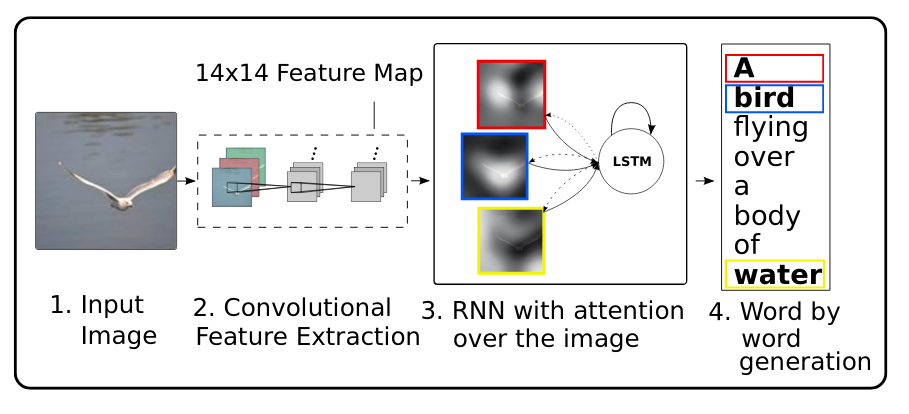 14x14 Feature Map
LSTM
A
bird
flying
over
a
body
of
water
1. Input
Image
2. Convolutional
Feature Extraction
3. RNN with attention
over the image
4. Word by
word
generation